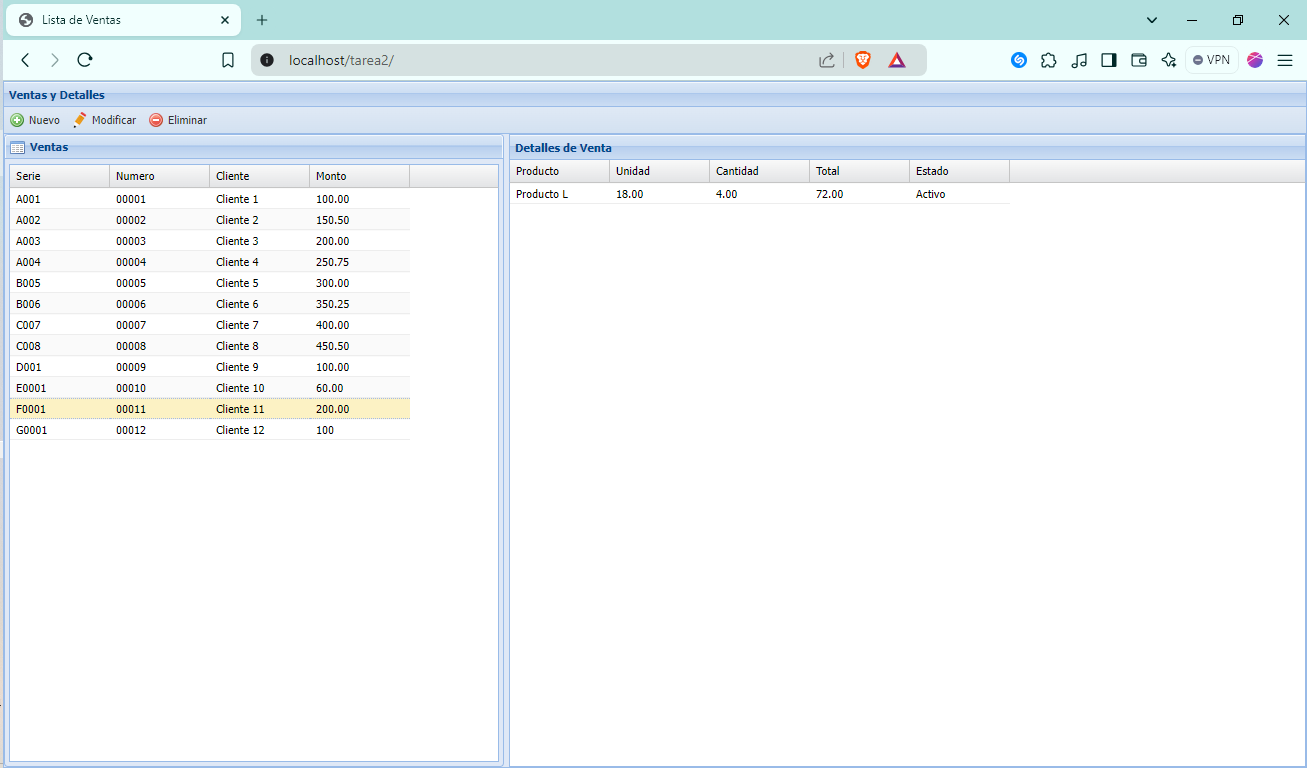 Lista de Ventas
localhost/tarea2/
VPN
Ventas y Detalles
Nuevo Modificar Eliminar
Ventas
Serie Numero Cliente Monto
A001 00001 Cliente 1 100.00
A002 00002 Cliente 2 150.50
A003 00003 Cliente 3 200.00
A004 00004 Cliente 4 250.75
B005 00005 Cliente 5 300.00
B006 00006 Cliente 6 350.25
C007 00007 Cliente 7 400.00
C008 00008 Cliente 8 450.50
D001 00009 Cliente 9 100.00
E0001 00010 Cliente 10 60.00
F0001 00011 Cliente 11 200.00
G0001 00012 Cliente 12 100
Detalles de Venta
Producto Unidad Cantidad Total Estado
Producto L 18.00 4.00 72.00 Activo